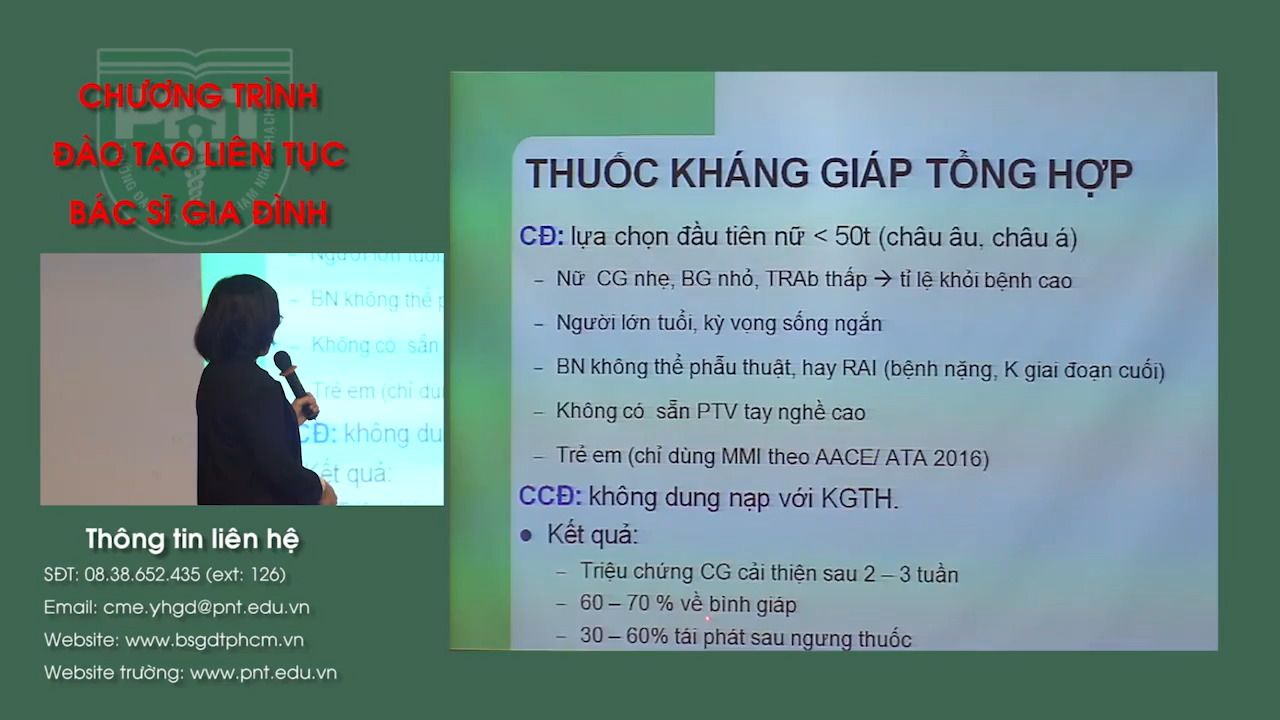 CHƯƠNG TRÌNH
ĐÀO TẠO LIÊN TỤC
BÁC SĨ GIA ĐÌNH
PNT
BN không thể
Không có sẵn
Trẻ em (chỉ
CĐ: không
Kết quả:
Thông tin liên hệ
SĐT: 08.38.652.435 (ext: 126)
Email: cme.yhgd@pnt.edu.vn
Website: www.bsgdtphcm.vn
Website trường: www.pnt.edu.vn
THUỐC KHÁNG GIÁP TỔNG HỢP
CĐ: lựa chọn đầu tiên nữ < 50t (châu âu, châu á)
– Nữ CG nhẹ, BG nhỏ, TRAb thấp → tỉ lệ khỏi bệnh cao
– Người lớn tuổi, kỳ vọng sống ngắn
– BN không thể phẫu thuật, hay RAI (bệnh nặng, K giai đoạn cuối)
– Không có sẵn PTV tay nghề cao
– Trẻ em (chỉ dùng MMI theo AACE/ ATA 2016)
CCĐ: không dung nạp với KGTH.
• Kết quả:
– Triệu chứng CG cải thiện sau 2 – 3 tuần
– 60 – 70 % về bình giáp
– 30 – 60% tái phát sau ngưng thuốc